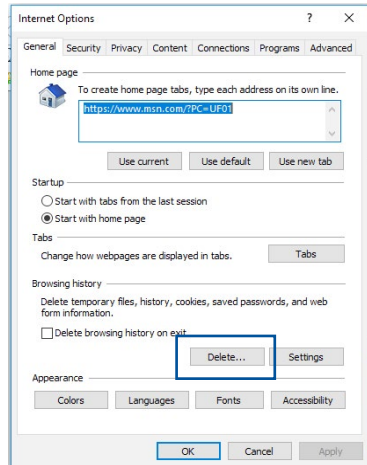 Internet Options ? X
General Security Privacy Content Connections Programs Advanced
Home page
To create home page tabs, type each address on its own line.
https://www.msn.com/?PC=UF01
Use current Use default Use new tab
Startup
Start with tabs from the last session
Start with home page
Tabs
Change how webpages are displayed in tabs. Tabs
Browsing history
Delete temporary files, history, cookies, saved passwords, and web
form information.
Delete browsing history on exit
Delete... Settings
Appearance
Colors Languages Fonts Accessibility
OK Cancel Apply